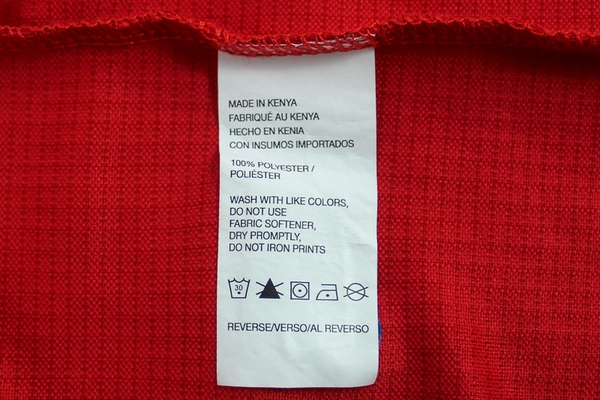 MADE IN KENYA
FABRIQUÉ AU KENYA
HECHO EN KENIA
CON INSUMOS IMPORTADOS
100% POLYESTER /
POLIÉSTER
WASH WITH LIKE COLORS,
DO NOT USE
FABRIC SOFTENER,
DRY PROMPTLY,
DO NOT IRON PRINTS
30
REVERSE/VERSO/AL REVERSO